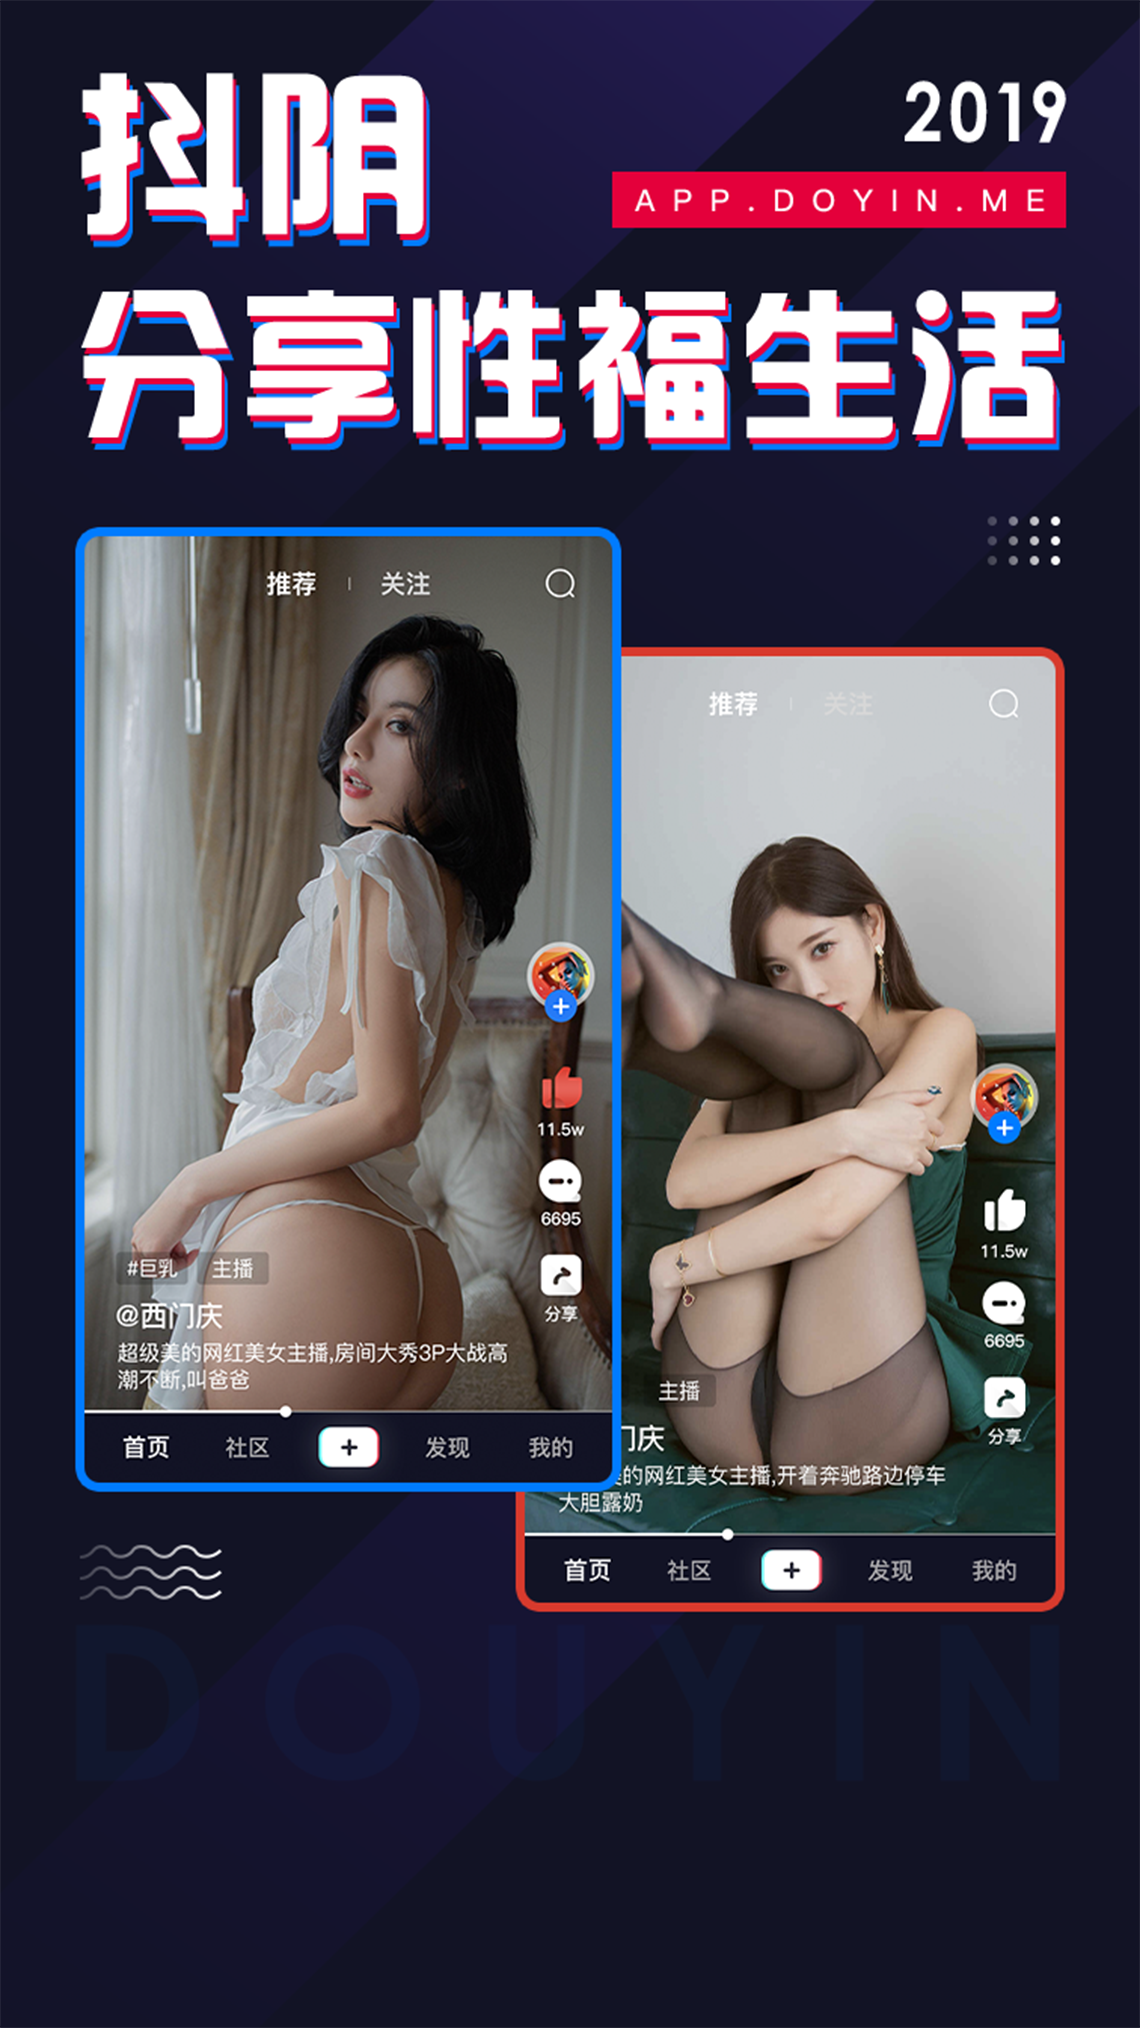 抖阴
2019
APP.DOYIN.ME
分享性福生活
推荐 关注
11.5w
6695
分享
#巨乳 主播
@西门庆
超级美的网红美女主播,房间大秀3P大战高
潮不断,叫爸爸
首页 社区 + 发现 我的
推荐 关注
11.5w
6695
分享
主播
门庆
的网红美女主播,开着奔驰路边停车
大胆露奶
首页 社区 + 发现 我的
DOUYIN